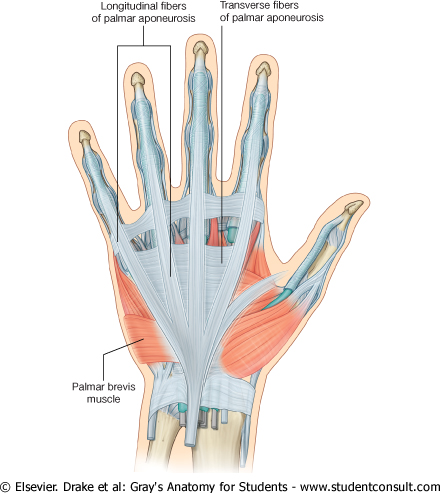 Longitudinal fibers
of palmar aponeurosis
Transverse fibers
of palmar aponeurosis
Palmar brevis
muscle
© Elsevier. Drake et al: Gray's Anatomy for Students - www.studentconsult.com